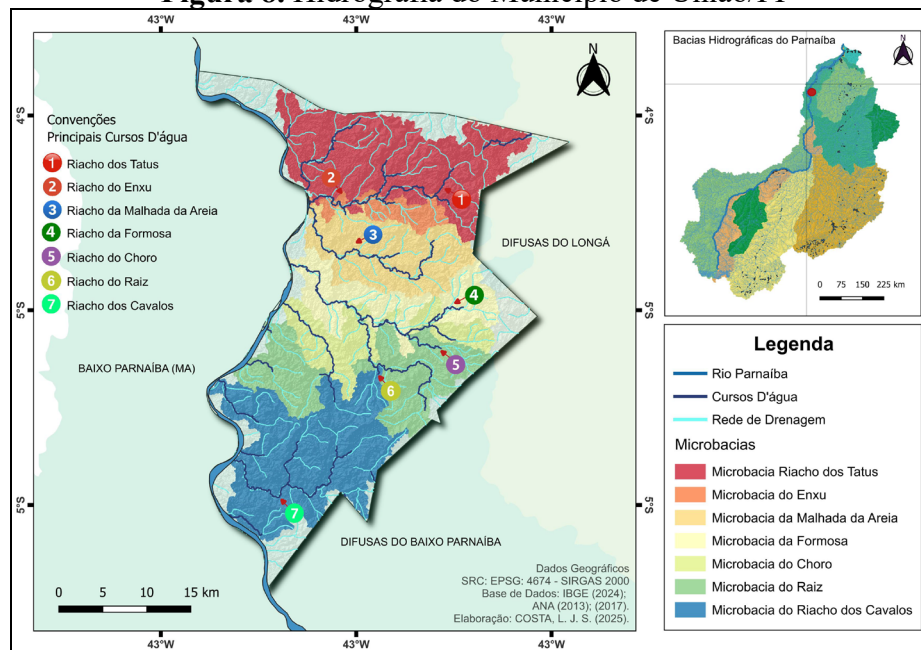 Figura 8. Hidrografia do Município de União/PI
43°W
43°W
43°W
4°S
5°S
5°S
N
Convenções
Principais Cursos D'água
1 Riacho dos Tatus
2 Riacho do Enxu
3 Riacho da Malhada da Areia
4 Riacho da Formosa
5 Riacho do Choro
6 Riacho do Raiz
7 Riacho dos Cavalos
2
1
3
4
5
6
7
DIFUSAS DO LONGÁ
BAIXO PARNAÍBA (MA)
DIFUSAS DO BAIXO PARNAÍBA
0 5 10 15 km
Dados Geográficos
SRC: EPSG: 4674 - SIRGAS 2000
Base de Dados: IBGE (2024);
ANA (2013); (2017).
Elaboração: COSTA, L. J. S. (2025).
4°S
5°S
5°S
43°W
43°W
43°W
Bacias Hidrográficas do Parnaíba
N
0 75 150 225 km
Legenda
Rio Parnaíba
Cursos D'água
Rede de Drenagem
Microbacias
Microbacia Riacho dos Tatus
Microbacia do Enxu
Microbacia da Malhada da Areia
Microbacia da Formosa
Microbacia do Choro
Microbacia do Raiz
Microbacia do Riacho dos Cavalos